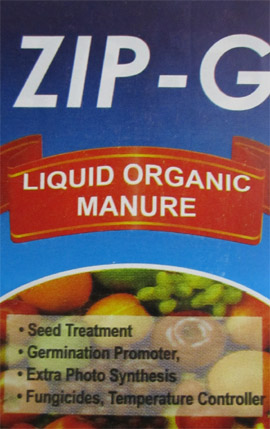 ZIP-G
LIQUID ORGANIC
MANURE
• Seed Treatment
• Germination Promoter,
• Extra Photo Synthesis
• Fungicides, Temperature Controller